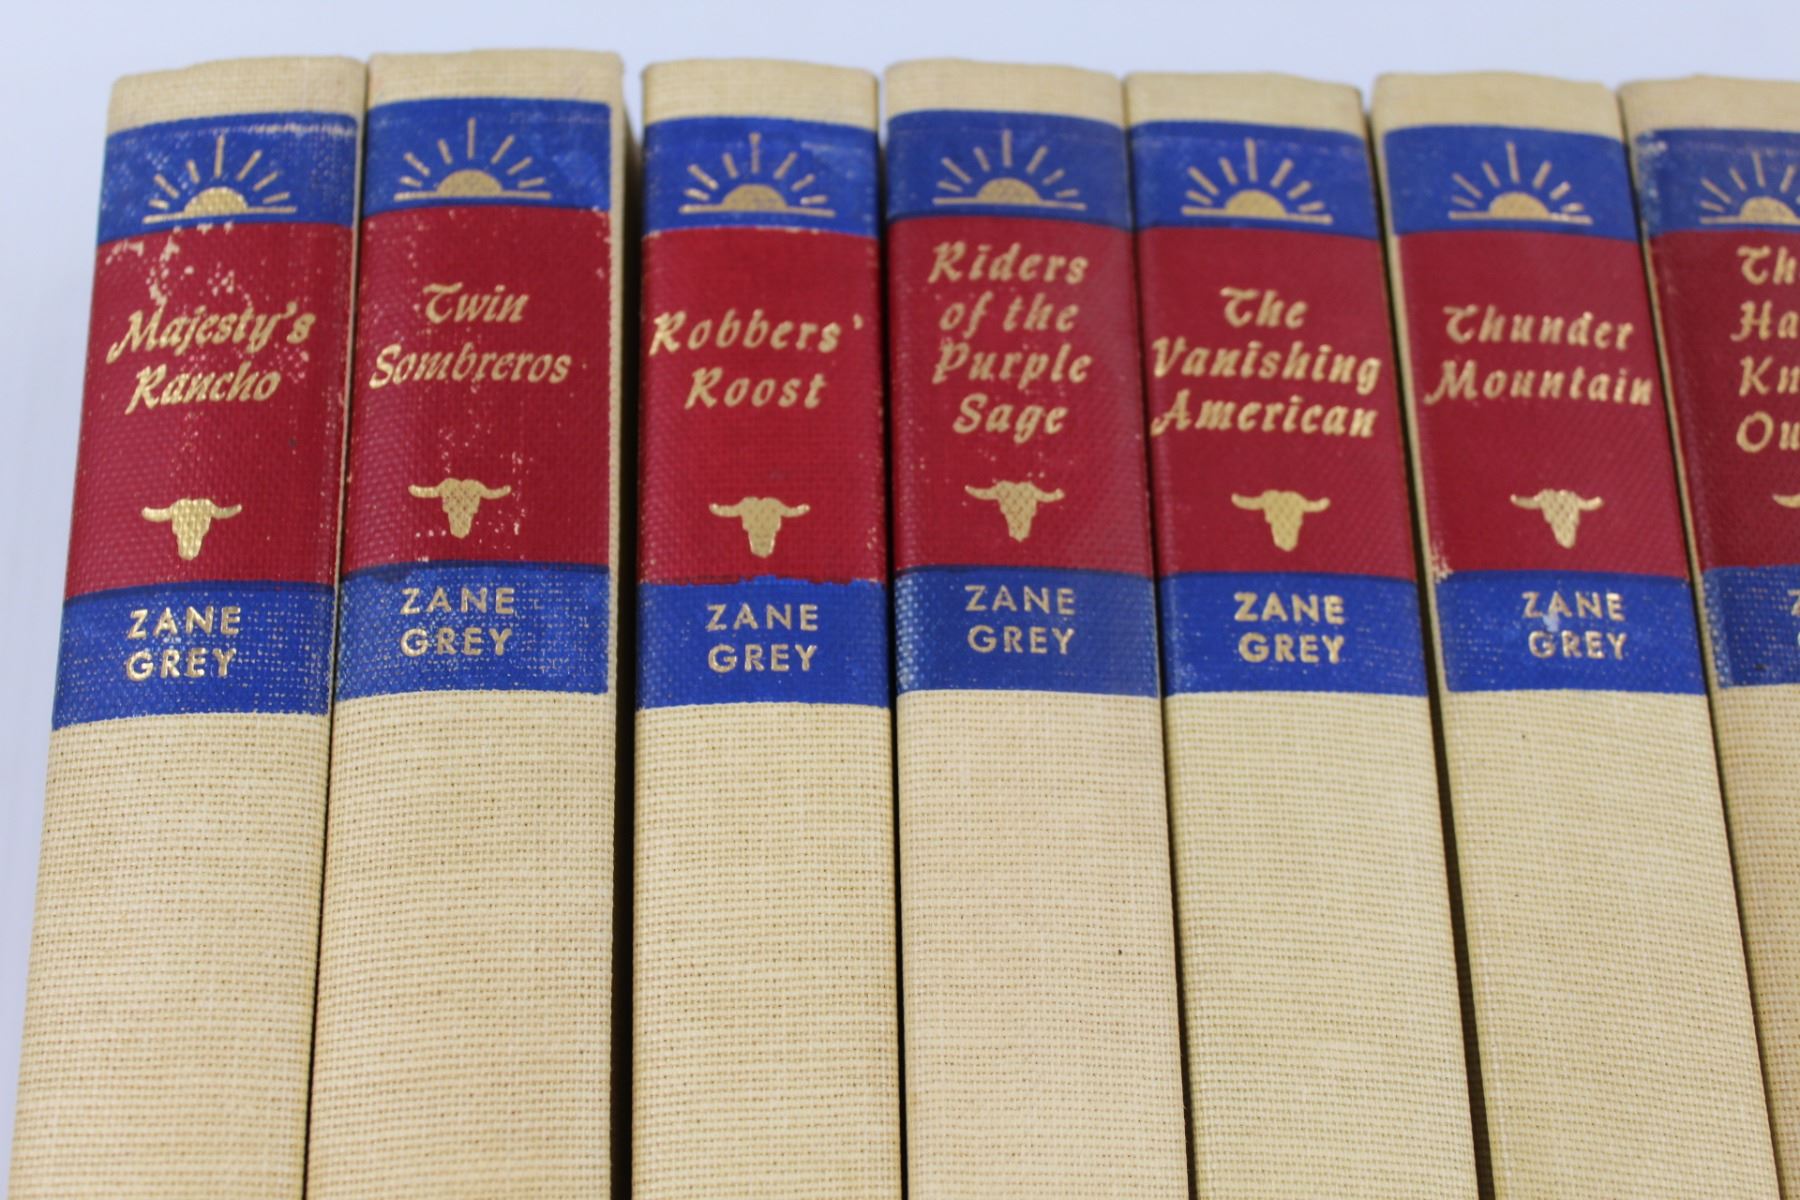 Majesty's
Rancho
ZANE
GREY
Twin
Sombreros
ZANE
GREY
Robbers'
Roost
ZANE
GREY
Riders
of the
Purple
Sage
ZANE
GREY
The
Vanishing
American
ZANE
GREY
Thunder
Mountain
ZANE
GREY